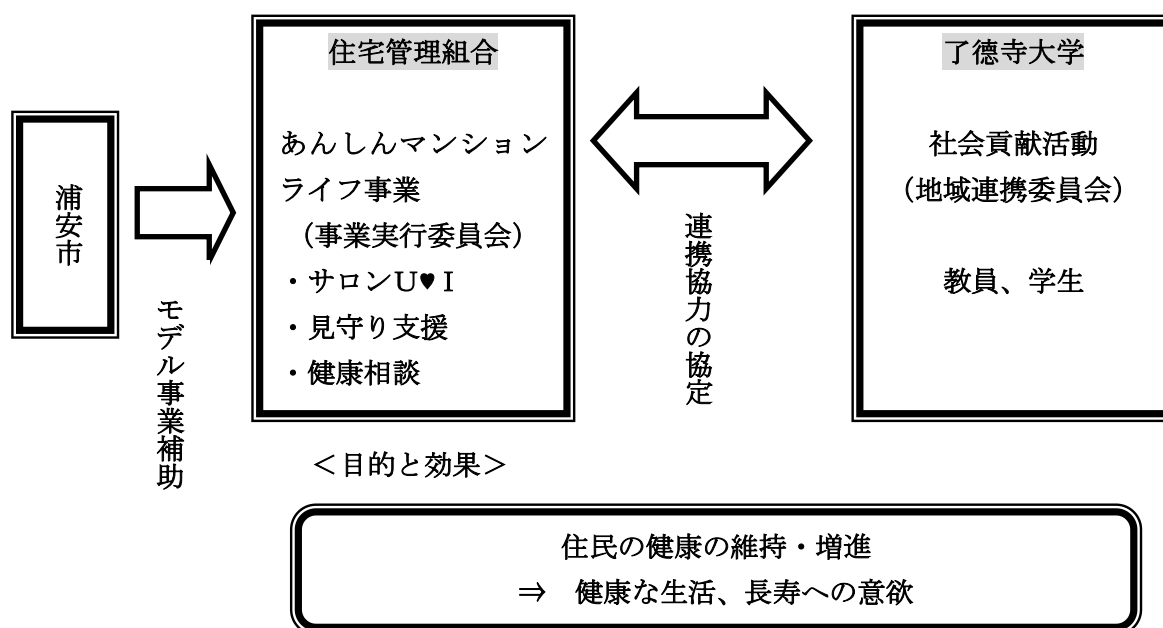 浦安市
モデル事業補助
住宅管理組合
あんしんマンション
ライフ事業
（事業実行委員会）
・サロンU♥I
・見守り支援
・健康相談
連携協力の協定
了德寺大学
社会貢献活動
（地域連携委員会）
教員、学生
＜目的と効果＞
住民の健康の維持・増進
⇒　健康な生活、長寿への意欲